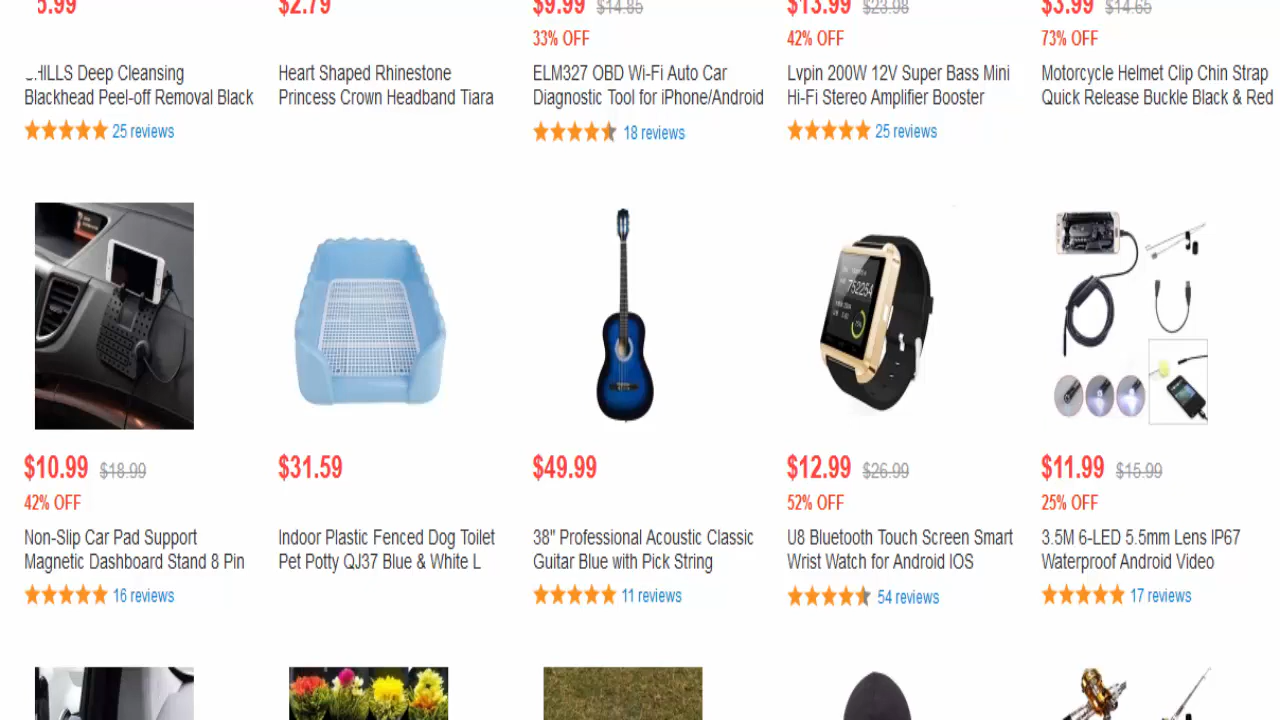 5.99
$2.79
$9.99 $14.85
$13.99 $23.98
$3.99 $14.65
33% OFF
42% OFF
73% OFF
HILLS Deep Cleansing
Blackhead Peel-off Removal Black
25 reviews
Heart Shaped Rhinestone
Princess Crown Headband Tiara
ELM327 OBD Wi-Fi Auto Car
Diagnostic Tool for iPhone/Android
18 reviews
Lvpin 200W 12V Super Bass Mini
Hi-Fi Stereo Amplifier Booster
25 reviews
Motorcycle Helmet Clip Chin Strap
Quick Release Buckle Black & Red
752254
$10.99 $18.99
42% OFF
Non-Slip Car Pad Support
Magnetic Dashboard Stand 8 Pin
16 reviews
$31.59
Indoor Plastic Fenced Dog Toilet
Pet Potty QJ37 Blue & White L
$49.99
38" Professional Acoustic Classic
Guitar Blue with Pick String
11 reviews
$12.99 $26.99
52% OFF
U8 Bluetooth Touch Screen Smart
Wrist Watch for Android IOS
54 reviews
$11.99 $15.99
25% OFF
3.5M 6-LED 5.5mm Lens IP67
Waterproof Android Video
17 reviews